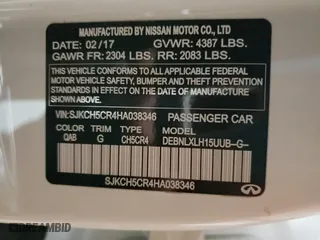 MANUFACTURED BY NISSAN MOTOR CO., LTD
DATE: 02/17 GVWR: 4387 LBS.
GAWR FR: 2304 LBS. RR: 2083 LBS.
THIS VEHICLE CONFORMS TO ALL APPLICABLE
FEDERAL MOTOR VEHICLE SAFETY, BUMPER AND THEFT PREVENTION
STANDARDS IN EFFECT ON THE DATE OF MANUFACTURE SHOWN ABOVE.
VIN: SJKCH5CR4HA038346 PASSENGER CAR
COLOR TRIM MODEL
QAB G CH5CR4 DEBNLXLH15UUB-G-
SJKCH5CR4HA038346
INFINITI
© IDREAMBID